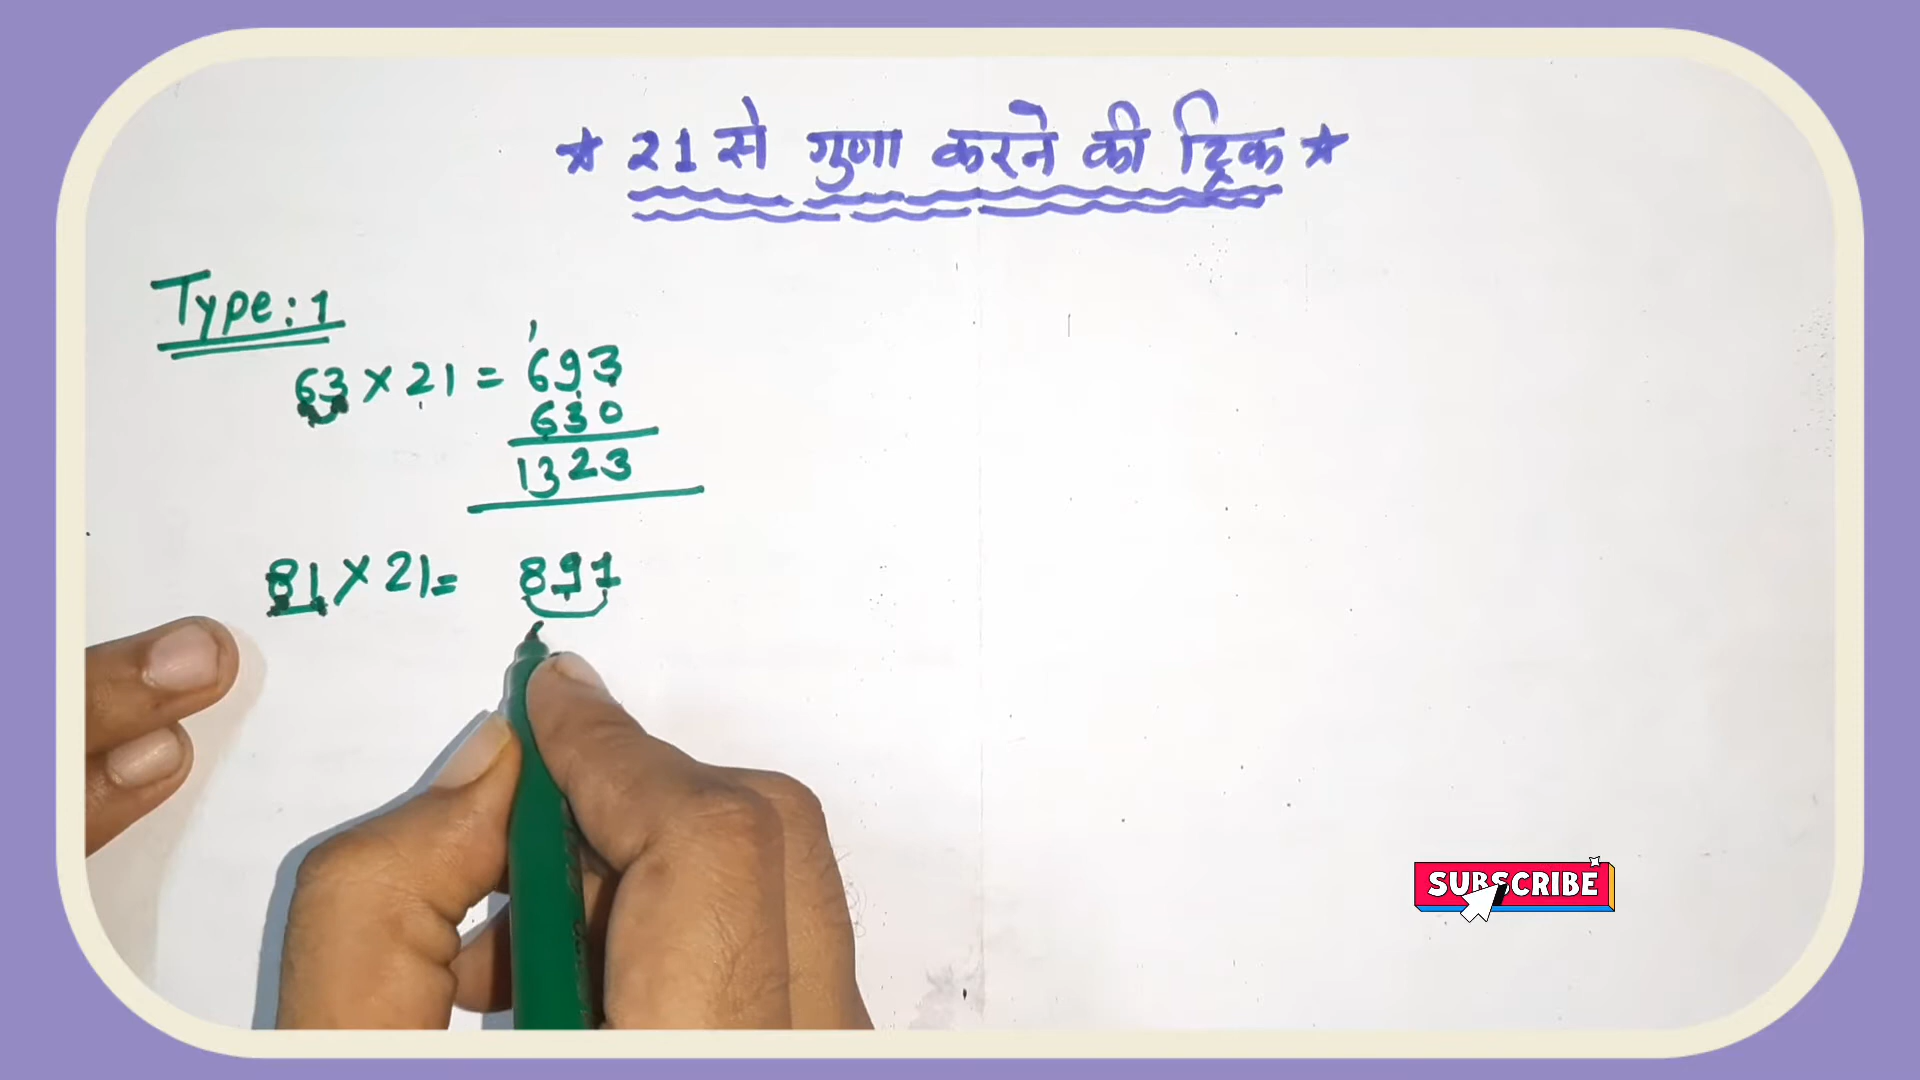 ★ 21 से गुणा करने की ट्रिक ★
Type: 1
63 × 21 = 693
630
1323
81 × 21 = 891
SUBSCRIBE